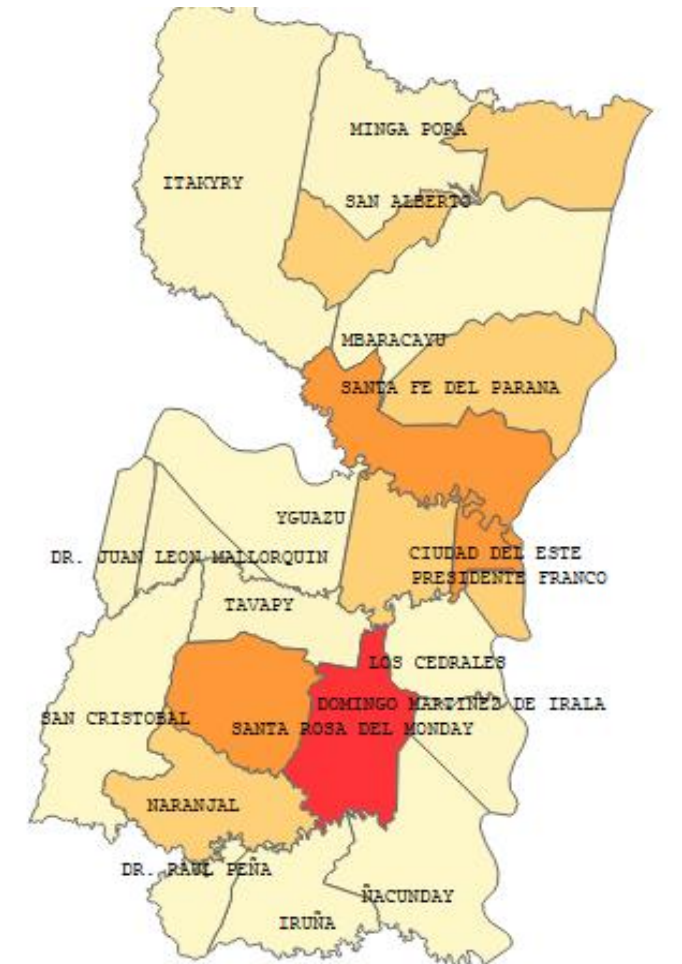 MINGA PORA
ITAKYRY
SAN ALBERTO
MBARACAYU
SANTA FE DEL PARANA
YGUAZU
CIUDAD DEL ESTE
DR. JUAN LEON MALLORQUIN
PRESIDENTE FRANCO
TAVAPY
LOS CEDRALES
DOMINGO MARTINEZ DE IRALA
SAN CRISTOBAL
SANTA ROSA DEL MONDAY
NARANJAL
DR. RAUL PEÑA
ÑACUNDAY
IRUÑA